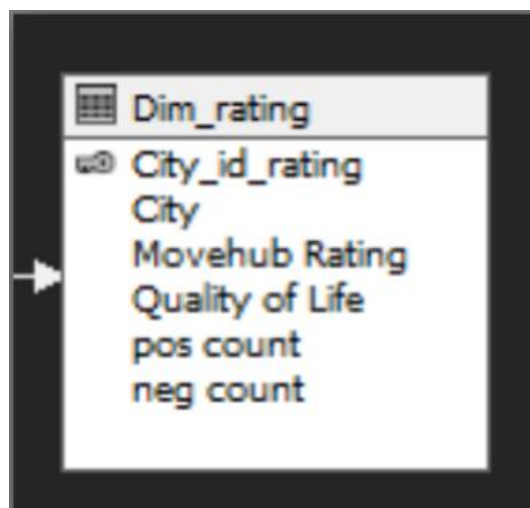 Dim_rating
City_id_rating
City
Movehub Rating
Quality of Life
pos count
neg count